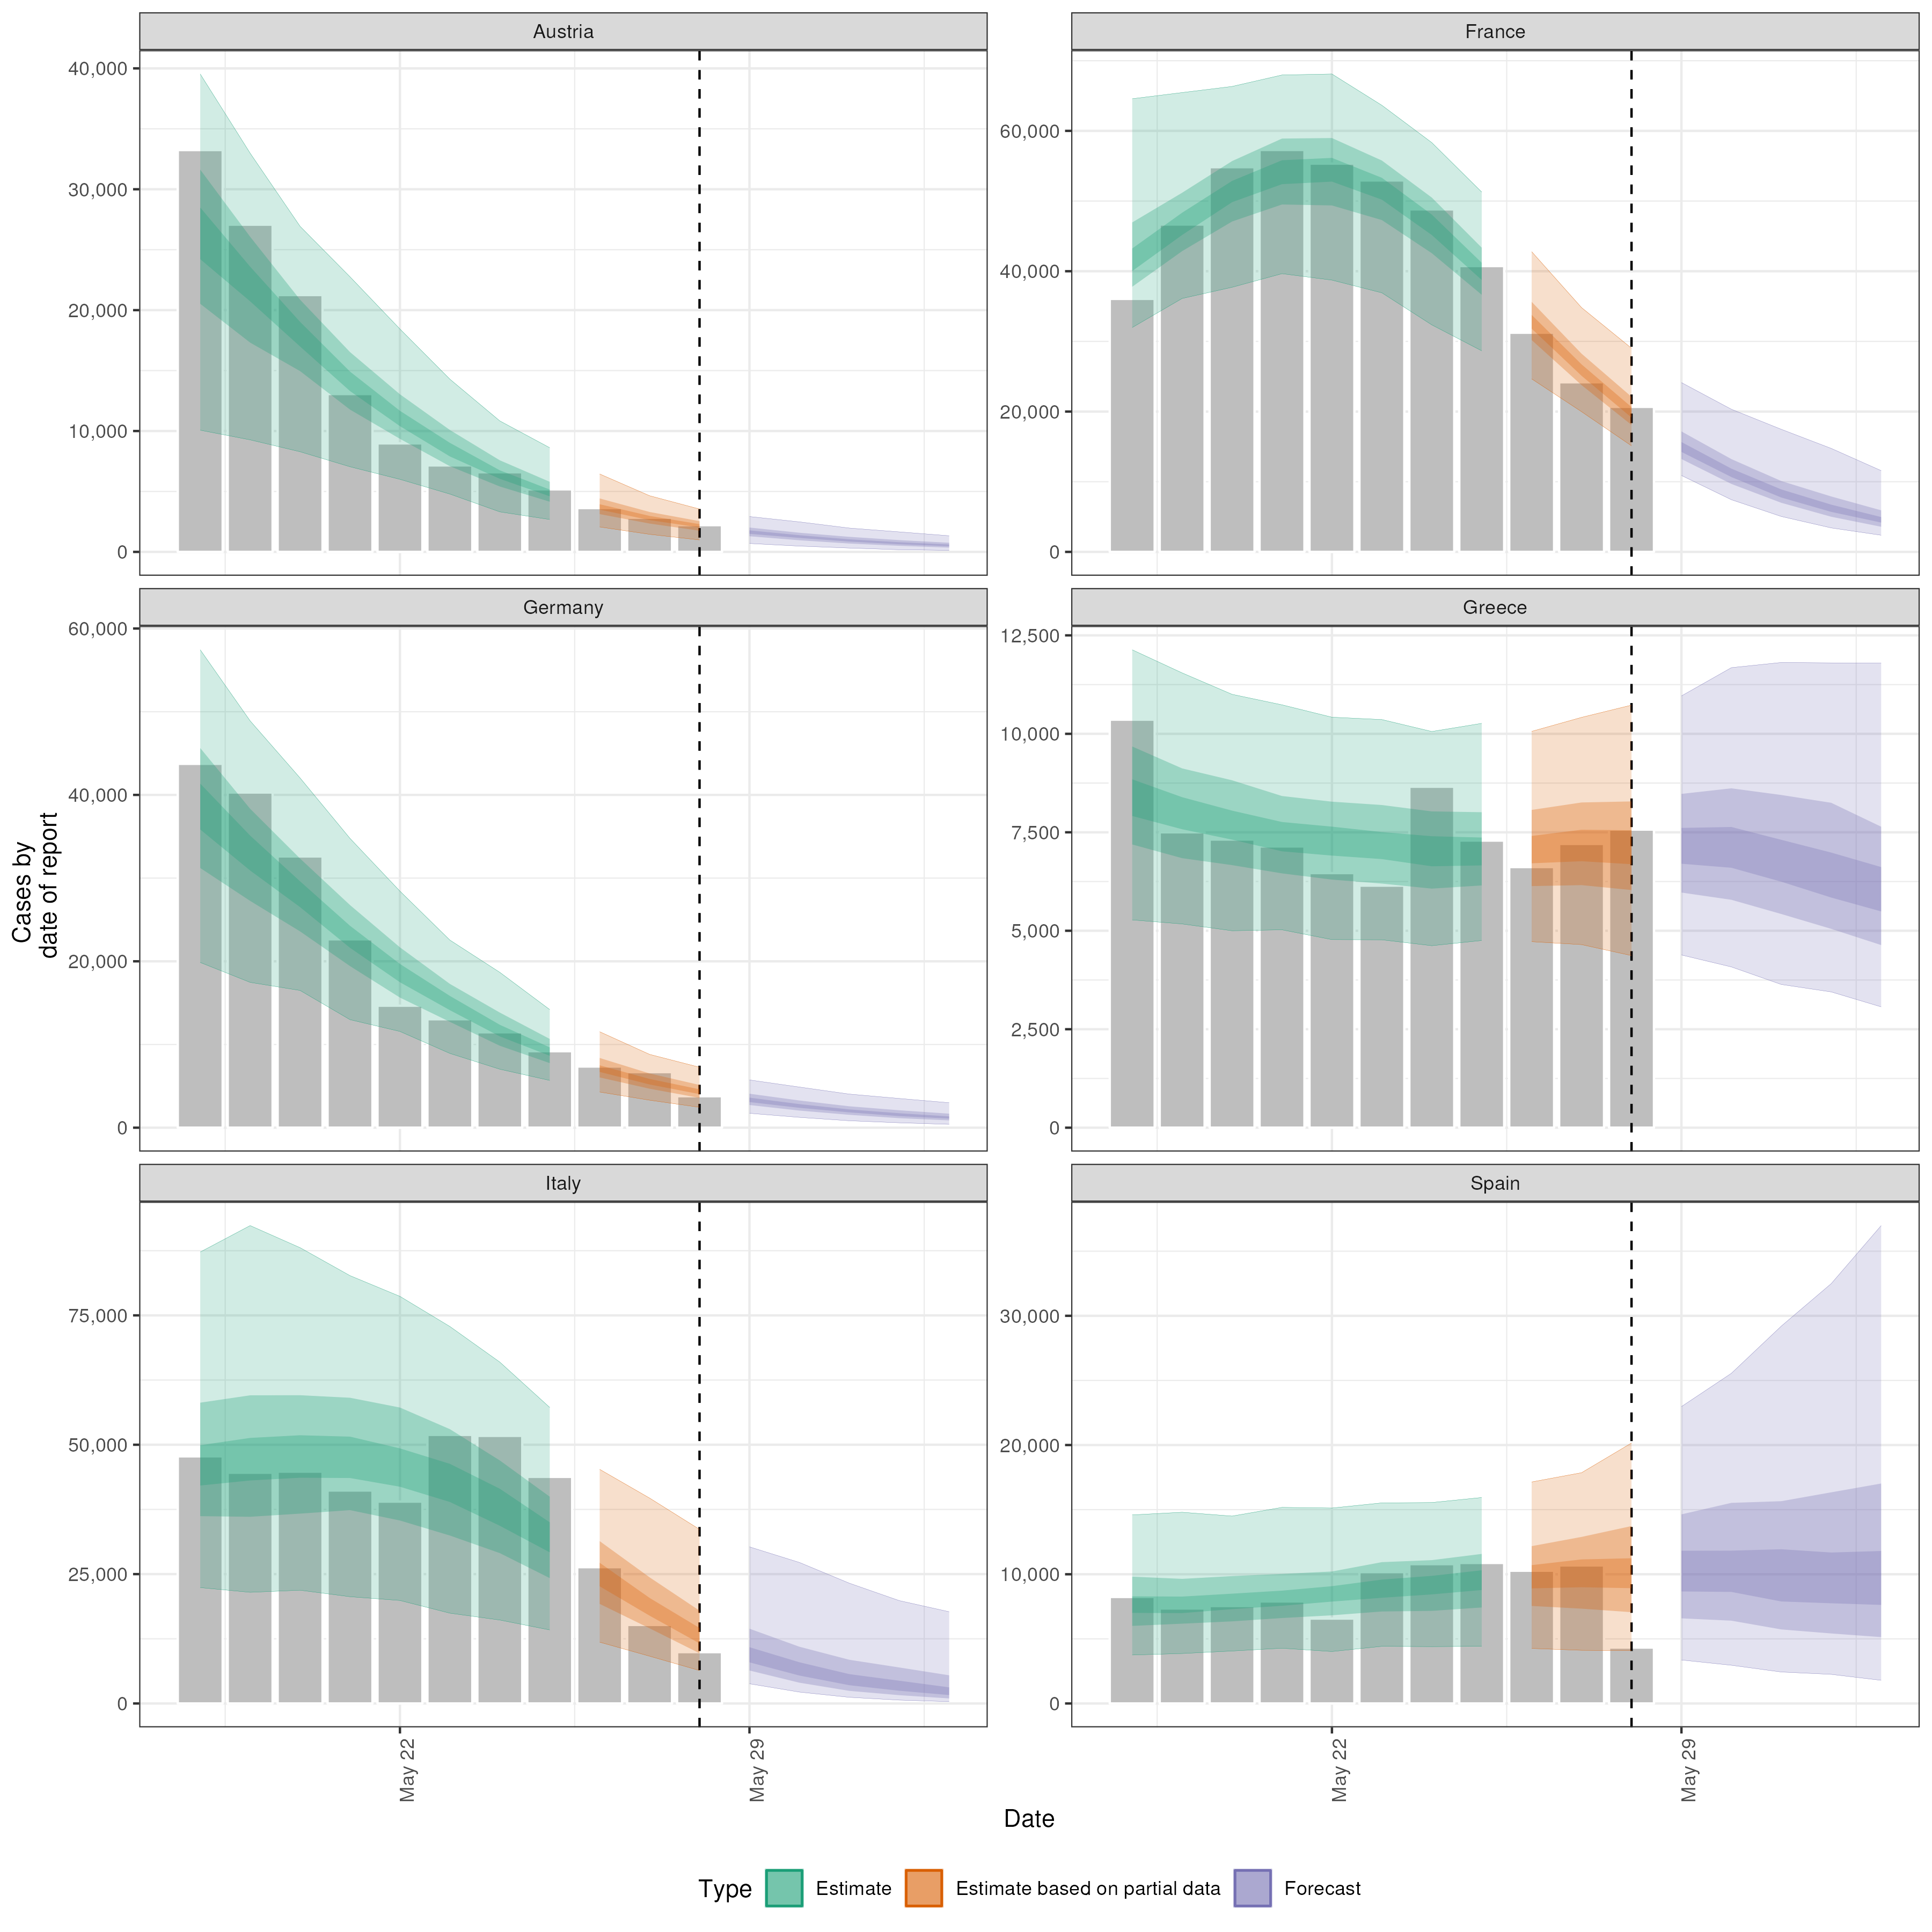 Austria
France
40,000
30,000
20,000
10,000
0
60,000
40,000
20,000
0
Germany
Greece
60,000
40,000
20,000
0
12,500
10,000
7,500
5,000
2,500
0
Cases by
date of report
Italy
Spain
75,000
50,000
25,000
0
30,000
20,000
10,000
0
May 22
May 29
May 22
May 29
Date
Type
Estimate
Estimate based on partial data
Forecast